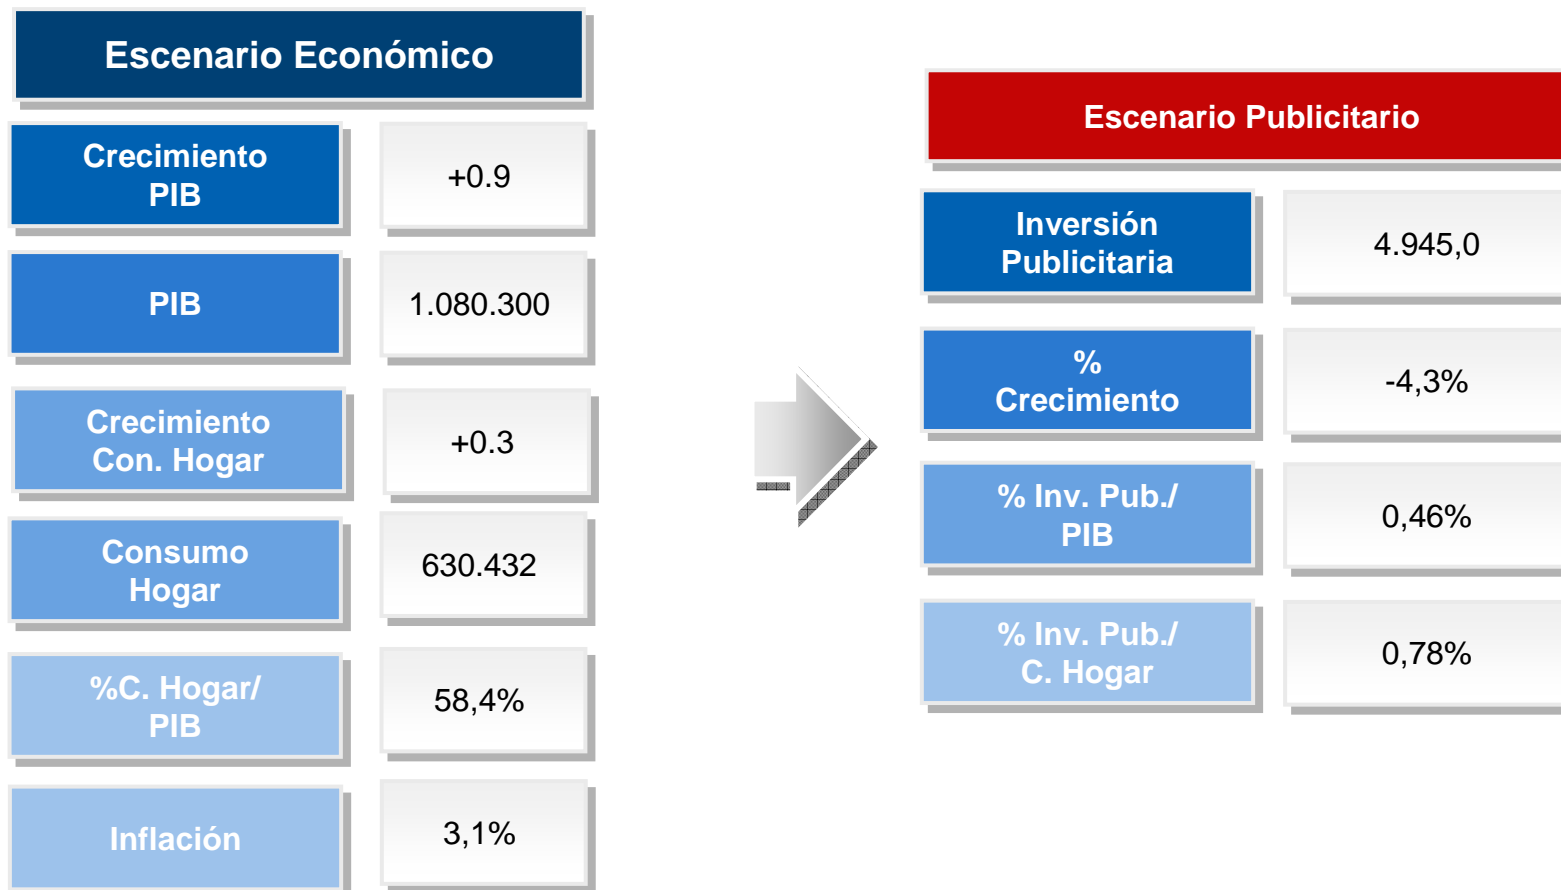 Escenario Económico
Crecimiento
PIB
+0.9
PIB
1.080.300
Crecimiento
Con. Hogar
+0.3
Consumo
Hogar
630.432
%C. Hogar/
PIB
58,4%
Inflación
3,1%
Escenario Publicitario
Inversión
Publicitaria
4.945,0
%
Crecimiento
-4,3%
% Inv. Pub./
PIB
0,46%
% Inv. Pub./
C. Hogar
0,78%